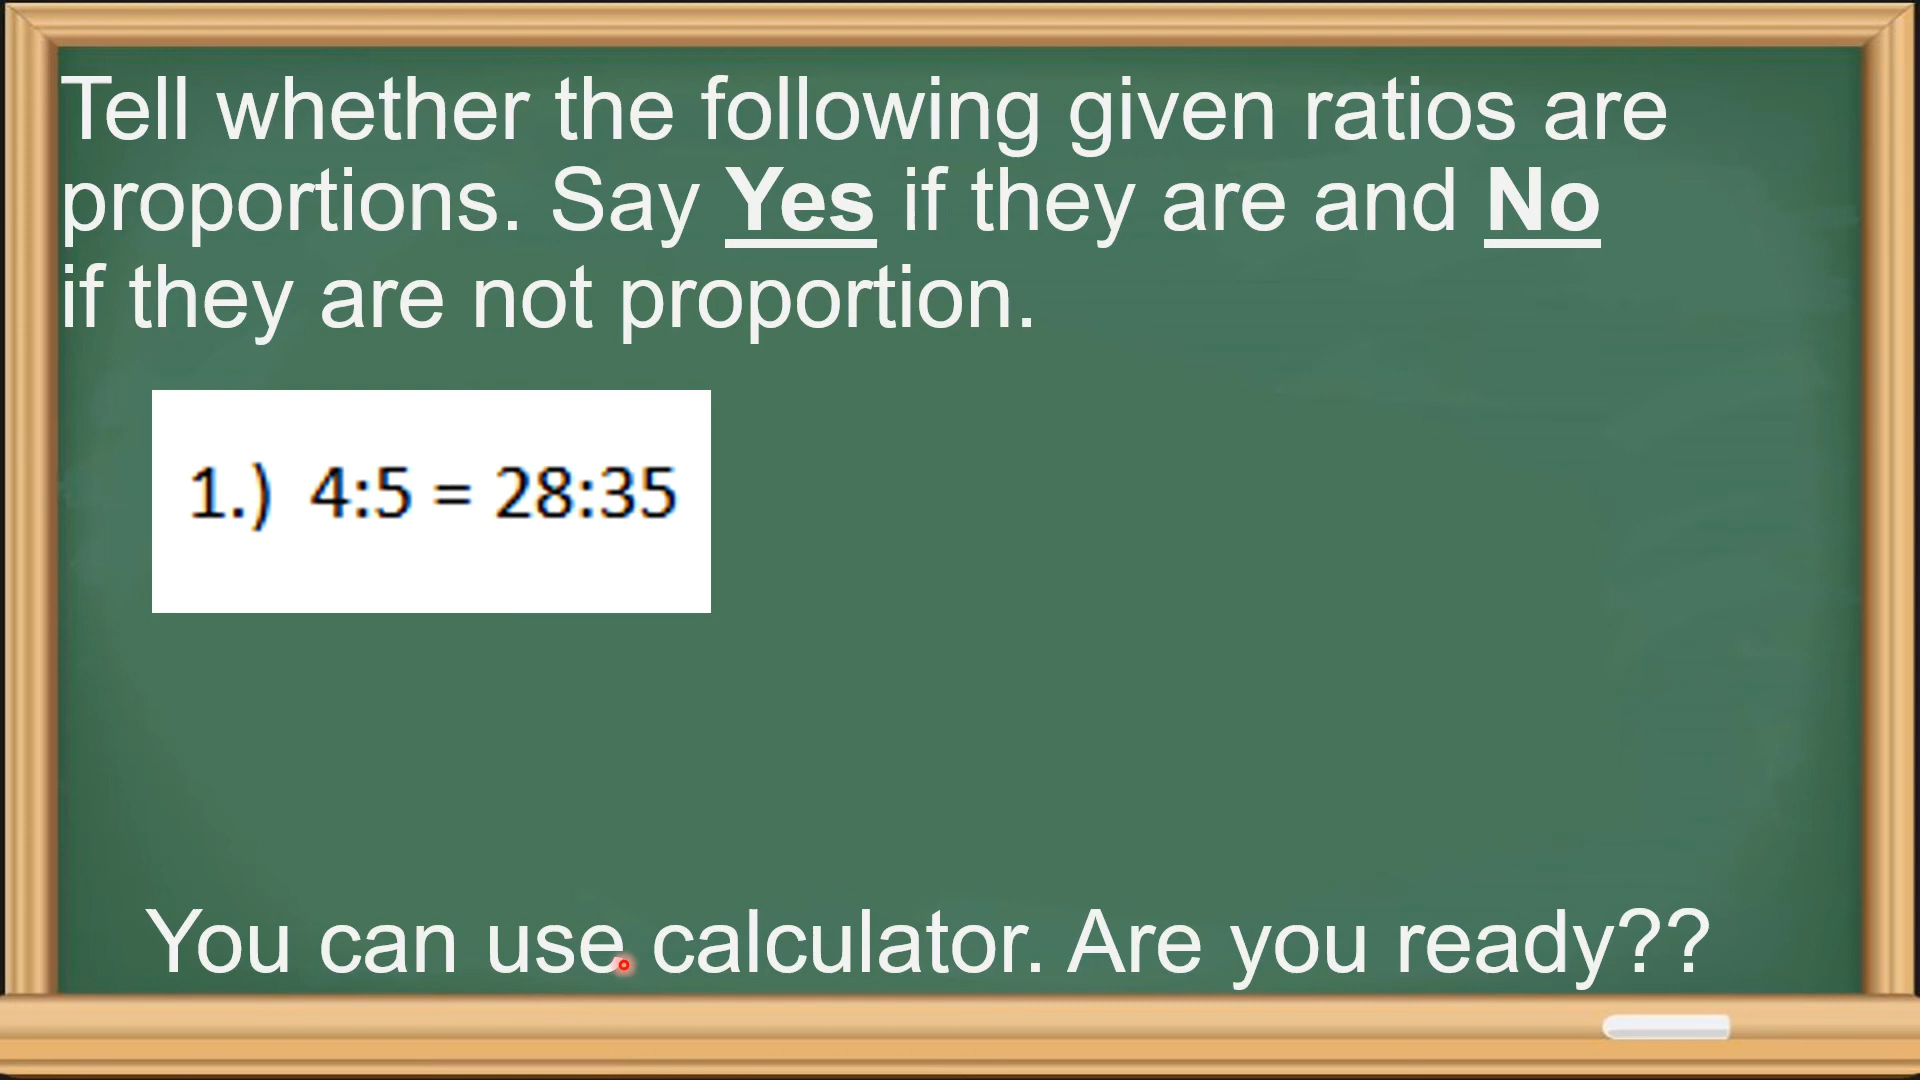 Tell whether the following given ratios are
proportions. Say Yes if they are and No
if they are not proportion.
1.) 4:5 = 28:35
You can use calculator. Are you ready??